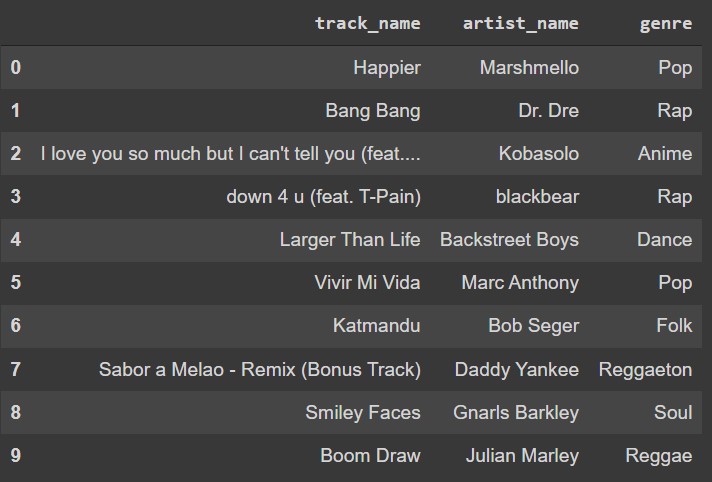 track_name artist_name genre
0 Happier Marshmello Pop
1 Bang Bang Dr. Dre Rap
2 I love you so much but I can't tell you (feat.... Kobasolo Anime
3 down 4 u (feat. T-Pain) blackbear Rap
4 Larger Than Life Backstreet Boys Dance
5 Vivir Mi Vida Marc Anthony Pop
6 Katmandu Bob Seger Folk
7 Sabor a Melao - Remix (Bonus Track) Daddy Yankee Reggaeton
8 Smiley Faces Gnarls Barkley Soul
9 Boom Draw Julian Marley Reggae